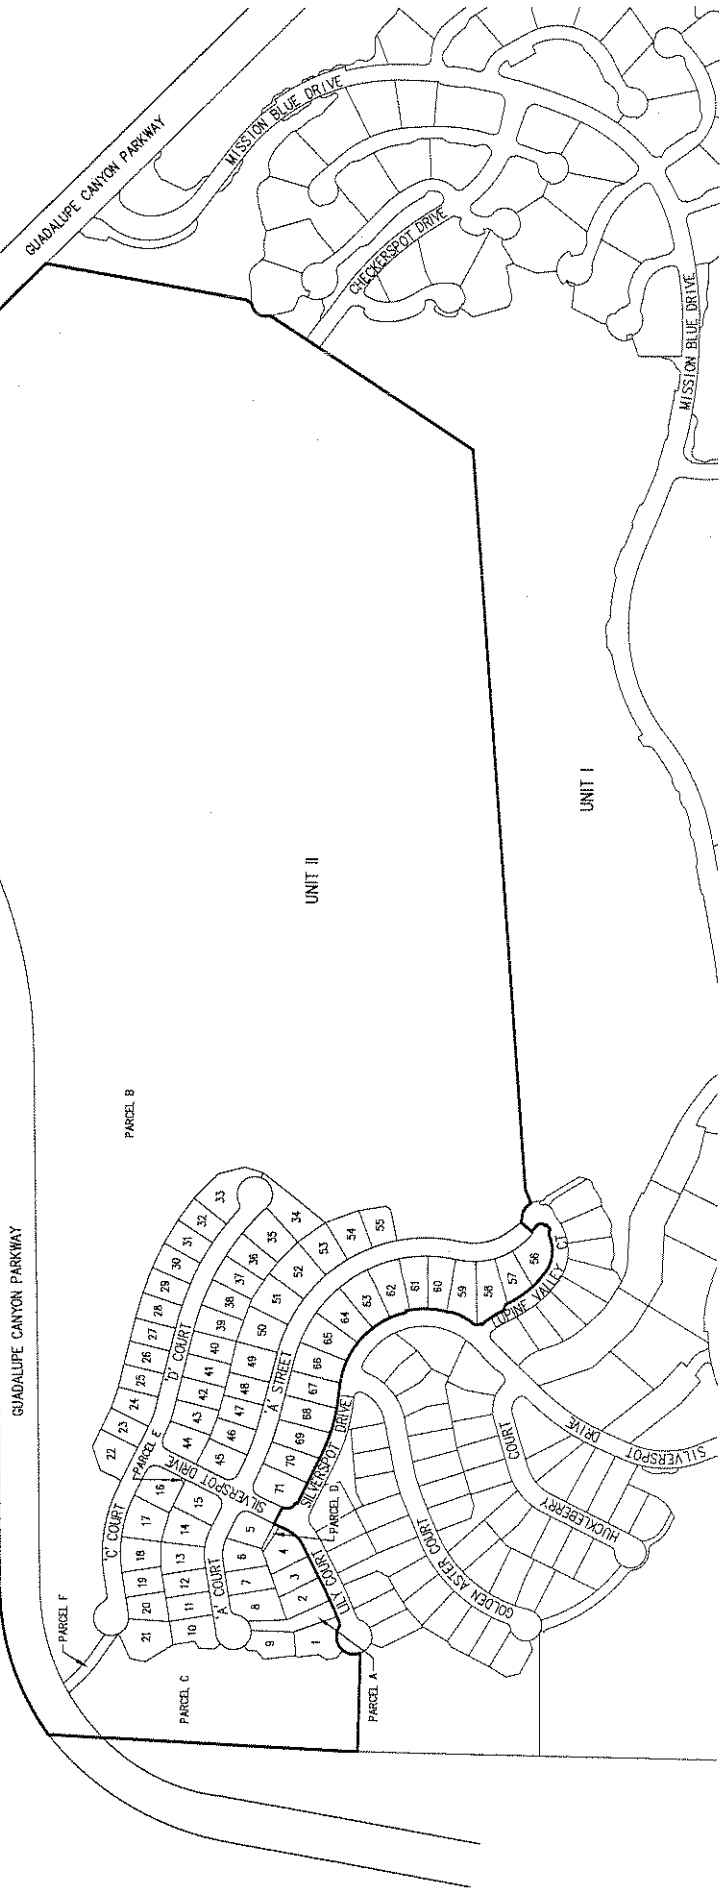 GUADALUPE CANYON PARKWAY
MISSION BLUE DRIVE
CHECKERSPOT DRIVE
MISSION BLUE DRIVE
UNIT I
UNIT II
PARCEL B
GUADALUPE CANYON PARKWAY
33
32
31
30
29
28
27
26
25
24
23
22
'D' COURT
34
35
36
37
38
39
40
41
42
43
44
PARCEL E
55
54
53
52
51
50
49
48
47
46
45
'A' STREET
SILVERSPOT DRIVE
56
57
58
59
60
61
62
63
64
65
66
67
68
69
70
71
LUPINE VALLEY CT
SILVERSPOT DRIVE
PARCEL D
'C' COURT
16
17
18
19
20
21
15
14
13
12
11
10
'A' COURT
5
6
7
8
9
4
3
2
1
LILY COURT
PARCEL F
PARCEL C
PARCEL A
GOLDEN ASTER COURT
HUCKLEBERRY COURT
SILVERSPOT DRIVE